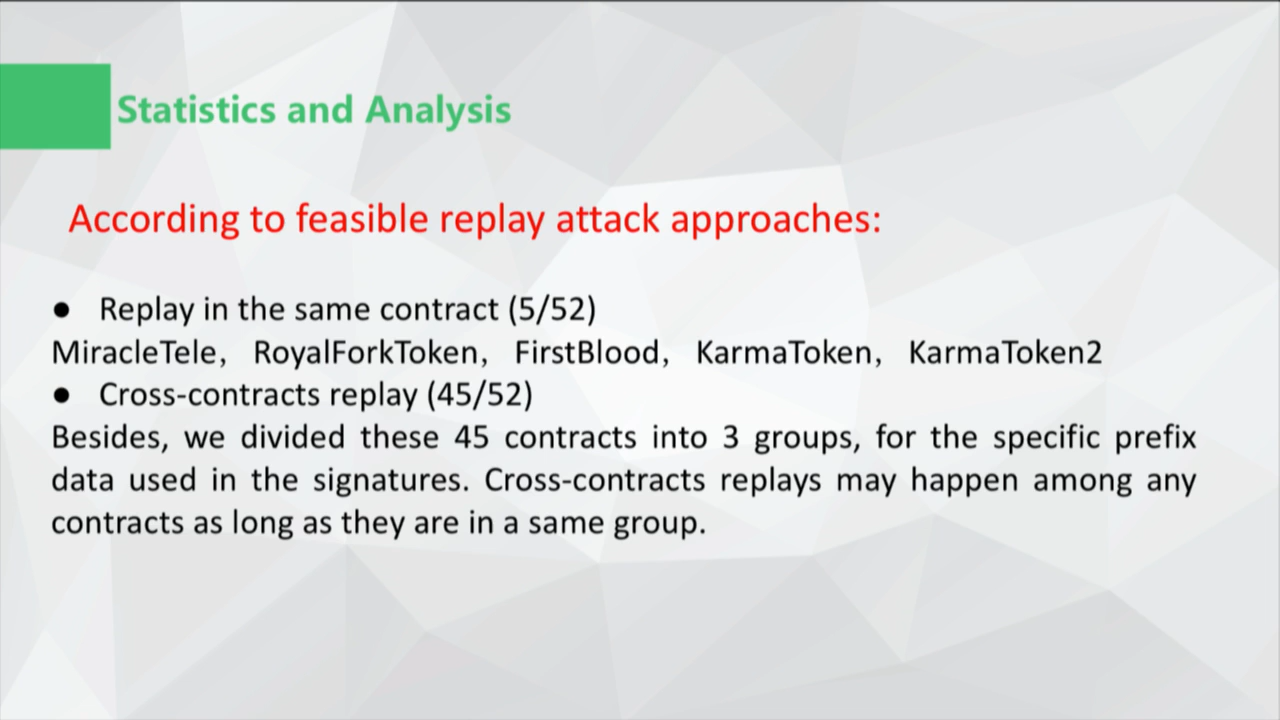 Statistics and Analysis
According to feasible replay attack approaches:
● Replay in the same contract (5/52)
MiracleTele, RoyalForkToken, FirstBlood, KarmaToken, KarmaToken2
● Cross-contracts replay (45/52)
Besides, we divided these 45 contracts into 3 groups, for the specific prefix
data used in the signatures. Cross-contracts replays may happen among any
contracts as long as they are in a same group.